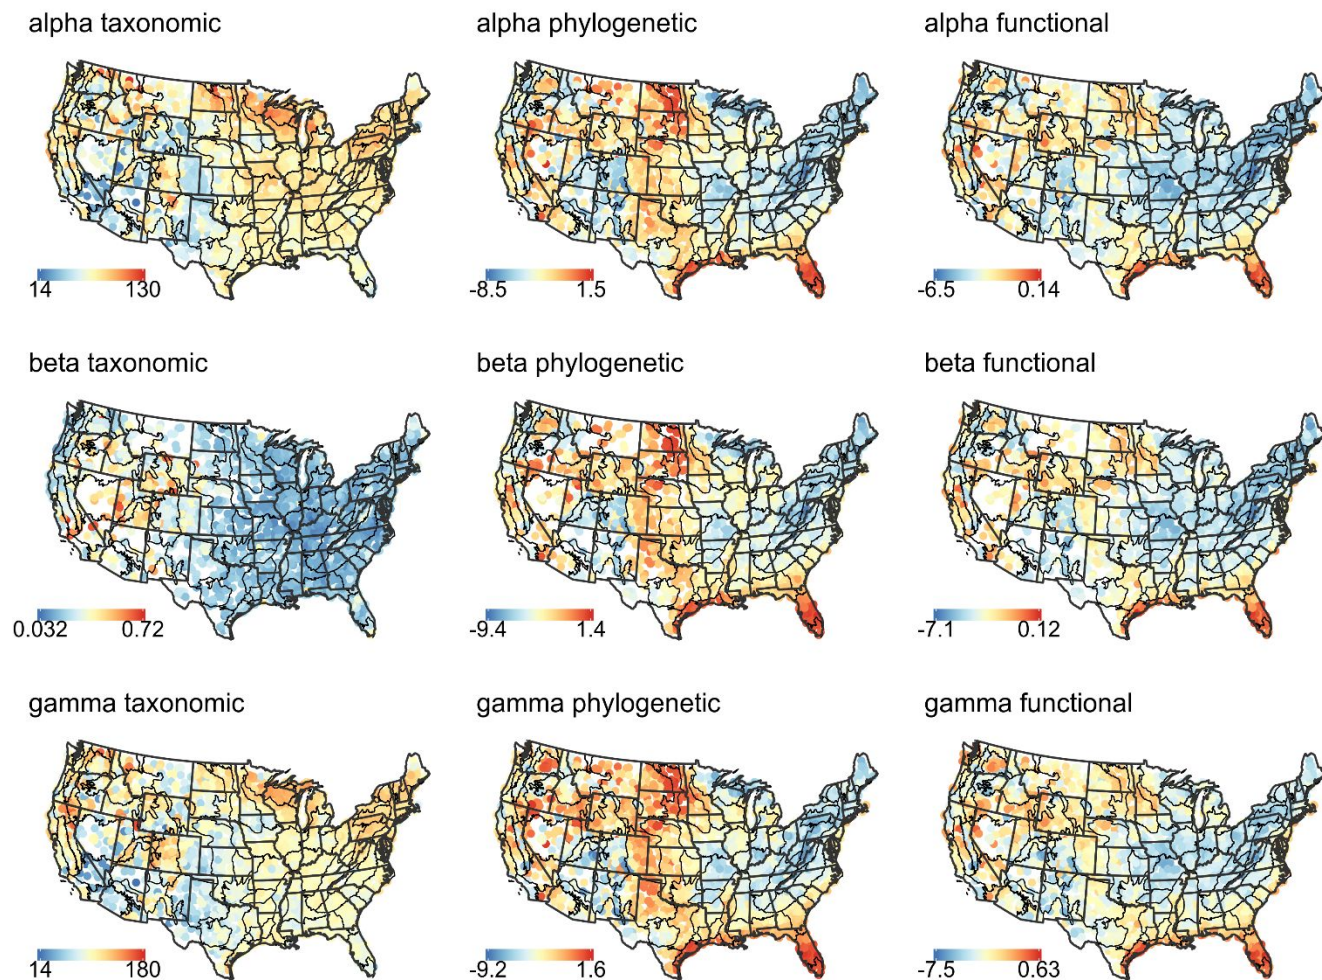 alpha taxonomic alpha phylogenetic alpha functional
14 130 -8.5 1.5 -6.5 0.14
beta taxonomic beta phylogenetic beta functional
0.032 0.72 -9.4 1.4 -7.1 0.12
gamma taxonomic gamma phylogenetic gamma functional
14 180 -9.2 1.6 -7.5 0.63